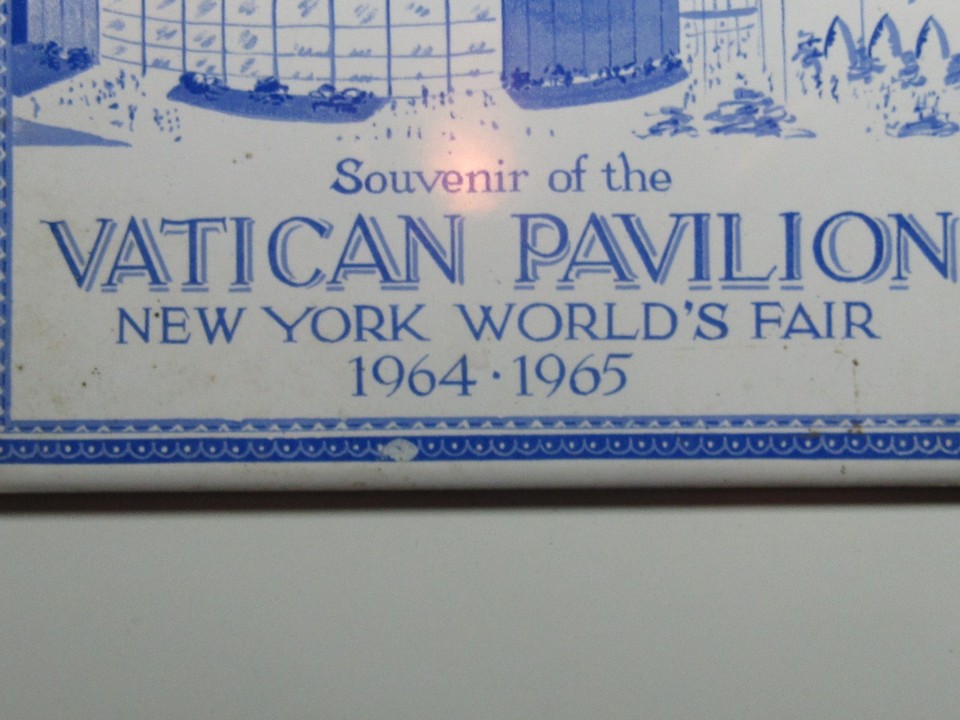 Souvenir of the
VATICAN PAVILION
NEW YORK WORLD'S FAIR
1964·1965